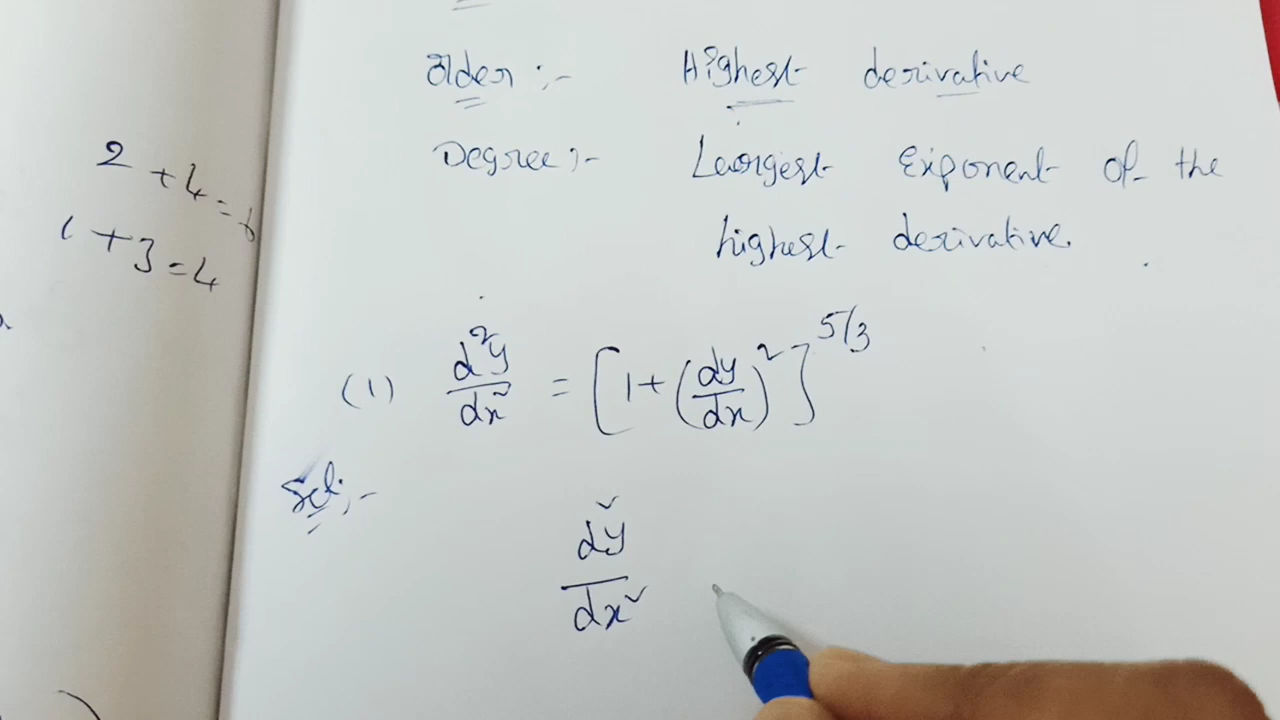 2 + 4 = 6
1 + 3 = 4
Order :- Highest derivative
Degree :- Largest Exponent of the
highest derivative.
(1) d²y/dx² = [1 + (dy/dx)²]^5/3
Sol :-
d²y/dx²